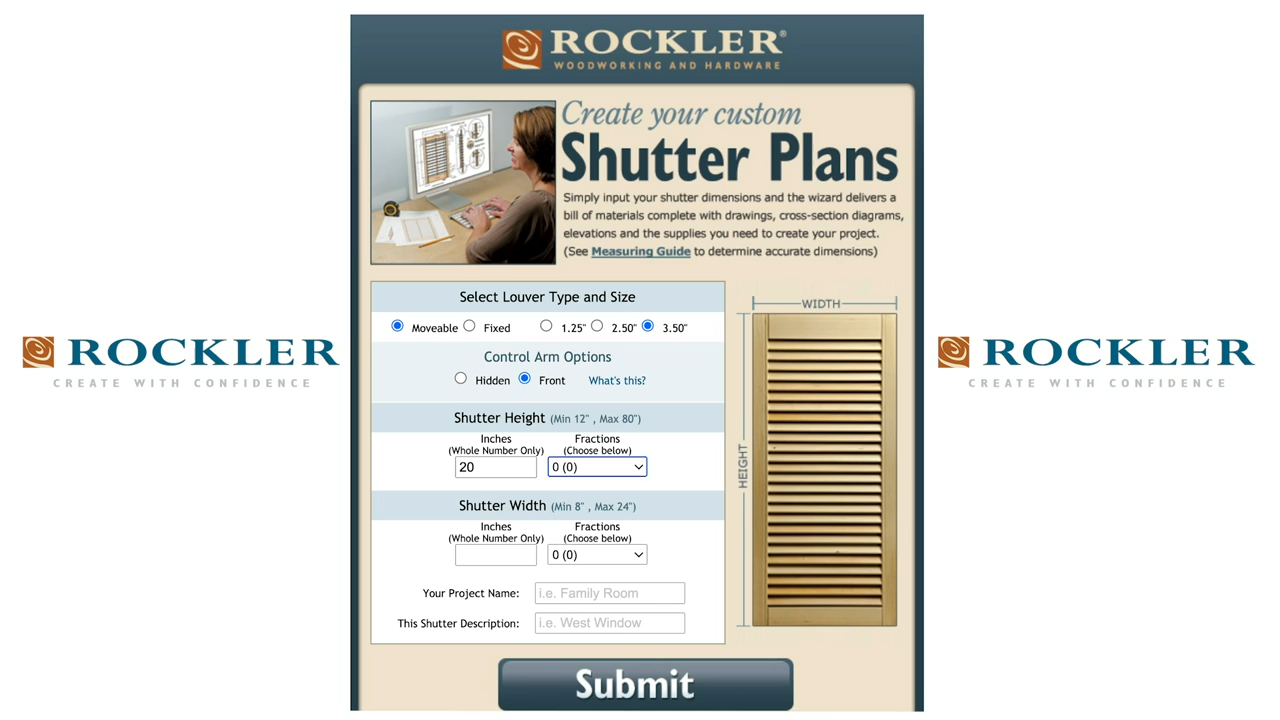 ROCKLER®
WOODWORKING AND HARDWARE
Create your custom
Shutter Plans
Simply input your shutter dimensions and the wizard delivers a
bill of materials complete with drawings, cross-section diagrams,
elevations and the supplies you need to create your project.
(See Measuring Guide to determine accurate dimensions)
Select Louver Type and Size
Moveable Fixed 1.25" 2.50" 3.50"
Control Arm Options
Hidden Front What's this?
Shutter Height (Min 12" , Max 80")
Inches Fractions
(Whole Number Only) (Choose below)
20 0 (0)
Shutter Width (Min 8" , Max 24")
Inches Fractions
(Whole Number Only) (Choose below)
0 (0)
Your Project Name: i.e. Family Room
This Shutter Description: i.e. West Window
WIDTH
HEIGHT
Submit
ROCKLER
CREATE WITH CONFIDENCE
ROCKLER
CREATE WITH CONFIDENCE